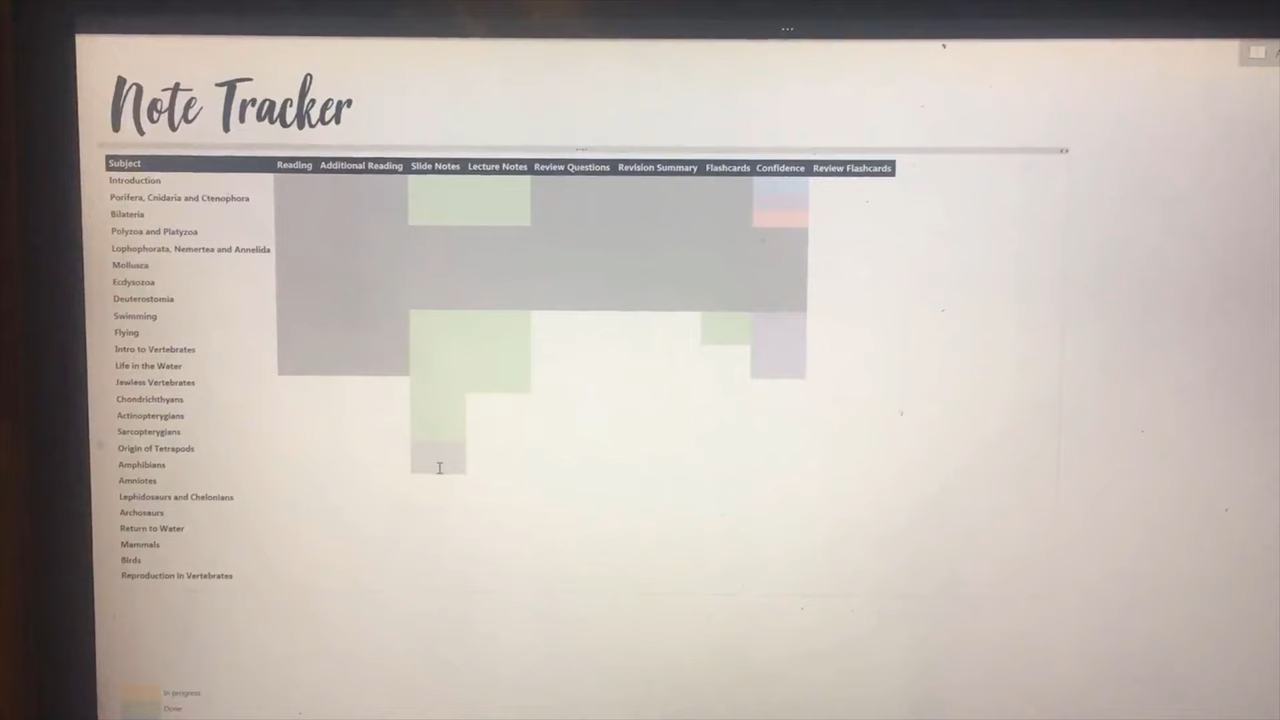 Note Tracker
Subject Reading Additional Reading Slide Notes Lecture Notes Review Questions Revision Summary Flashcards Confidence Review Flashcards
Introduction
Porifera, Cnidaria and Ctenophora
Bilateria
Polyzoa and Platyzoa
Lophophorata, Nemertea and Annelida
Mollusca
Ecdysozoa
Deuterostomia
Swimming
Flying
Intro to Vertebrates
Life in the Water
Jawless Vertebrates
Chondrichthyans
Actinopterygians
Sarcopterygians
Origin of Tetrapods
Amphibians
Amniotes
Lephidosaurs and Chelonians
Archosaurs
Return to Water
Mammals
Birds
Reproduction in Vertebrates
In progress
Done